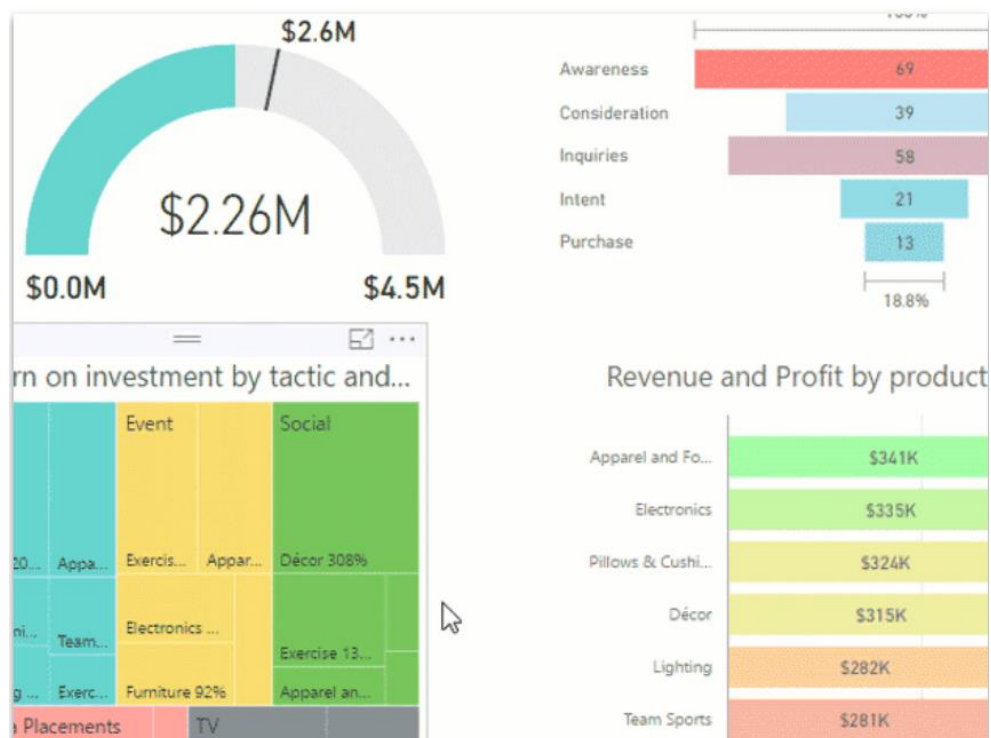 $2.6M
$2.26M
$0.0M
$4.5M
Awareness 69
Consideration 39
Inquiries 58
Intent 21
Purchase 13
18.8%
rn on investment by tactic and...
Event
Social
20...
Appa...
Exercis...
Appar...
Décor 308%
ni...
Team...
Electronics ...
Exercise 13...
g ...
Exerc...
Furniture 92%
Apparel an...
Placements
TV
Revenue and Profit by product
Apparel and Fo... $341K
Electronics $335K
Pillows & Cushi... $324K
Décor $315K
Lighting $282K
Team Sports $281K